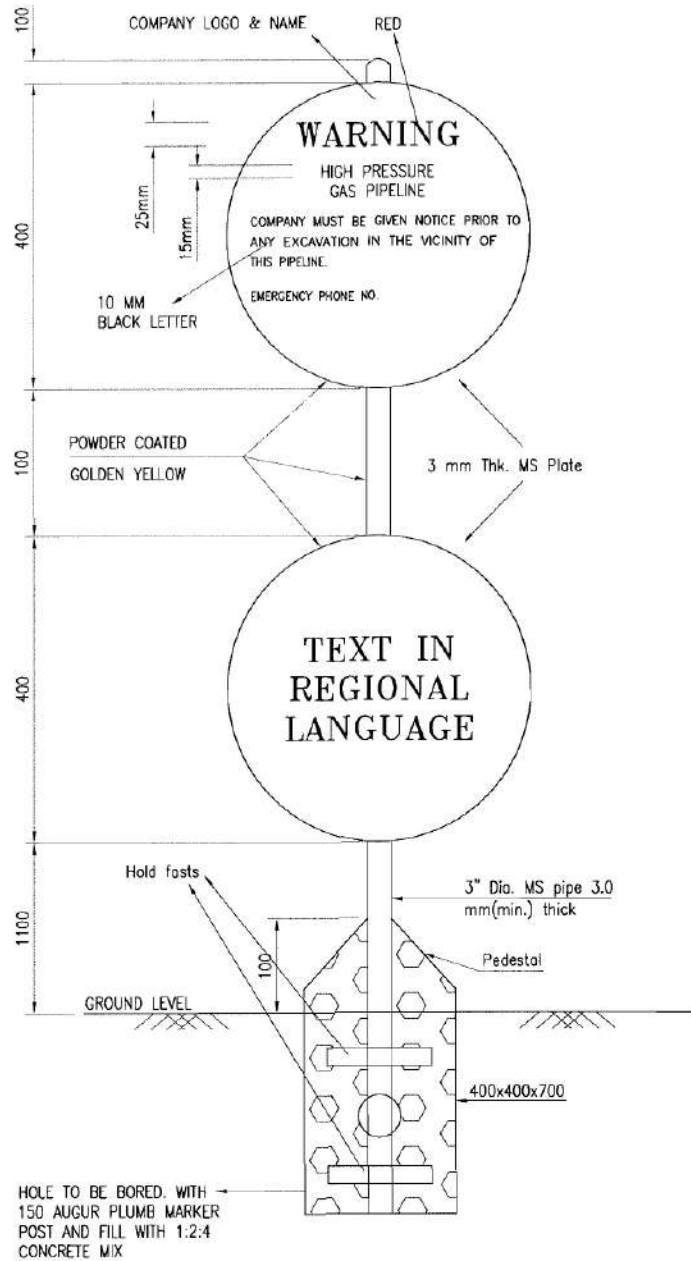 100
COMPANY LOGO & NAME
RED
400
25mm
15mm
WARNING
HIGH PRESSURE
GAS PIPELINE
COMPANY MUST BE GIVEN NOTICE PRIOR TO
ANY EXCAVATION IN THE VICINITY OF
THIS PIPELINE.
EMERGENCY PHONE NO.
10 MM
BLACK LETTER
100
POWDER COATED
GOLDEN YELLOW
3 mm Thk. MS Plate
400
TEXT IN
REGIONAL
LANGUAGE
1100
Hold fasts
3" Dia. MS pipe 3.0
mm(min.) thick
100
Pedestal
GROUND LEVEL
400x400x700
HOLE TO BE BORED. WITH
150 AUGUR PLUMB MARKER
POST AND FILL WITH 1:2:4
CONCRETE MIX